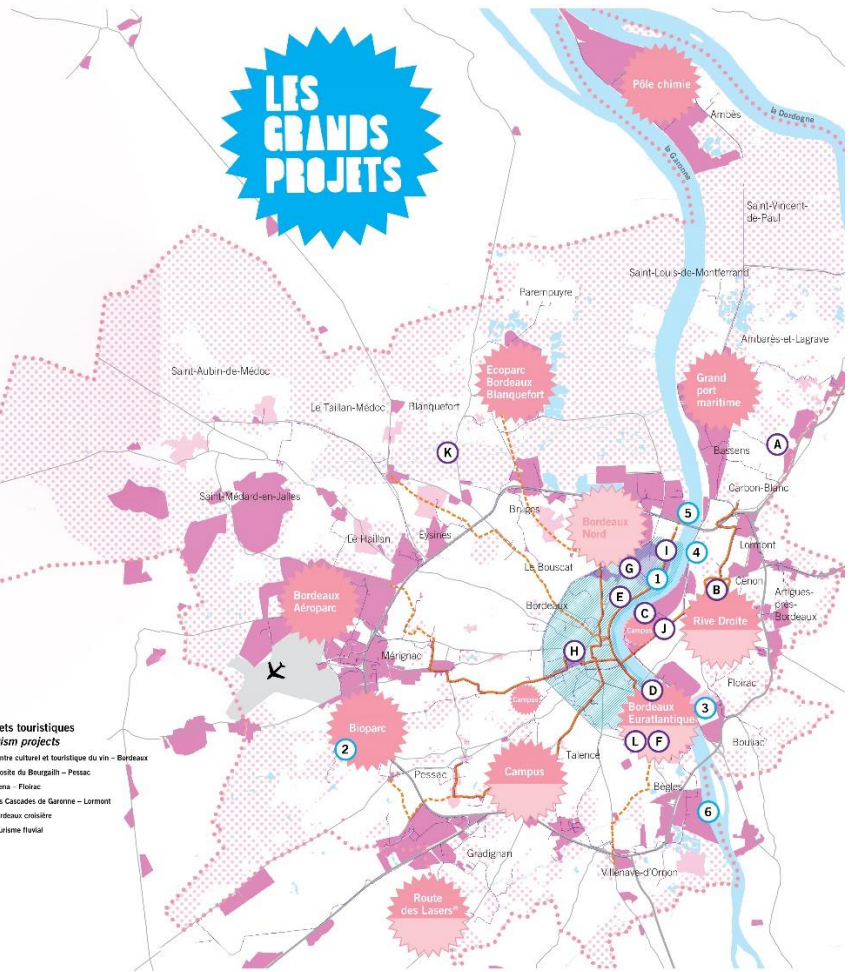 LES
GRANDS
PROJETS
Pôle chimie
Ambès
la Dordogne
la Garonne
Saint-Vincent-
de-Paul
Saint-Louis-de-Montferrand
Parempuyre
Ambarès-et-Lagrave
Saint-Aubin-de-Médoc
Ecoparc
Bordeaux
Blanquefort
Grand
port
maritime
Le Taillan-Médoc
Blanquefort
A
K
Bassens
Carbon-Blanc
Saint-Médard-en-Jalles
Bruges
5
Bordeaux
Nord
Le Haillan
Eysines
Lormont
I
4
G
Le Bouscat
1
Cenon
B
Artigues-
près-
Bordeaux
Bordeaux
Aéroparc
Bordeaux
E
C
Campus
J
Rive Droite
Mérignac
H
Floirac
D
Campus
Bordeaux
Euratlantique
3
Bioparc
2
L
F
Bouliac
Talence
Pessac
Campus
Bègles
6
Gradignan
Villenave-d'Ornon
Route
des Lasers®
ets touristiques
rism projects
ntre culturel et touristique du vin – Bordeaux
osite du Bourgailh – Pessac
ena – Floirac
s Cascades de Garonne – Lormont
rdeaux croisière
urisme fluvial